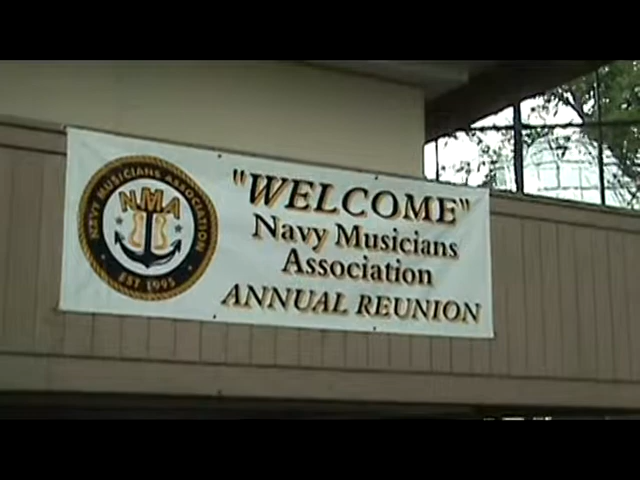 "WELCOME"
Navy Musicians
Association
ANNUAL REUNION
NAVY MUSICIANS ASSOCIATION
NMA
EST 1995